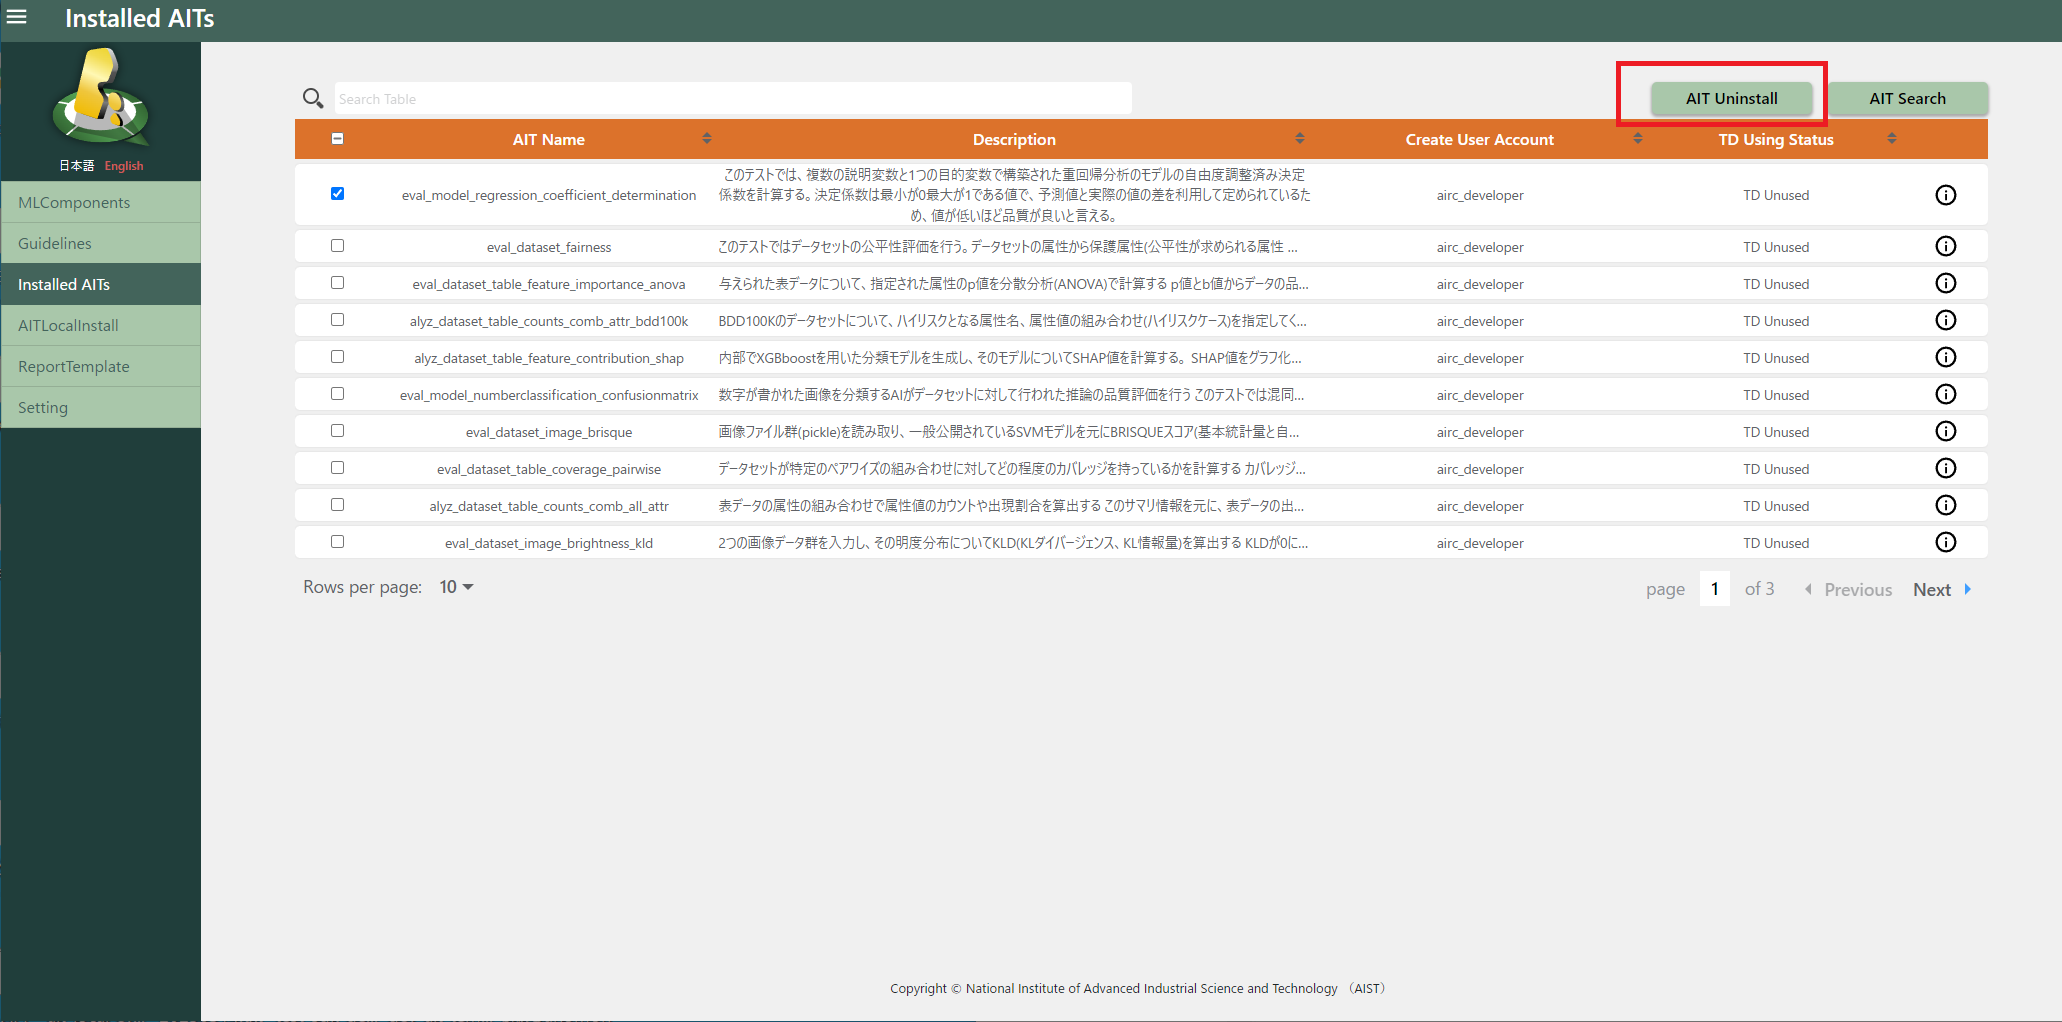 Installed AITs
日本語 English
MLComponents
Guidelines
Installed AITs
AITLocalInstall
ReportTemplate
Setting
Search Table
AIT Uninstall
AIT Search
AIT Name Description Create User Account TD Using Status
eval_model_regression_coefficient_determination
このテストでは、複数の説明変数と1つの目的変数で構築された重回帰分析のモデルの自由度調整済み決定
係数を計算する。決定係数は最小が0最大が1である値で、予測値と実際の値の差を利用して定められているた
め、値が低いほど品質が良いと言える。
airc_developer TD Unused
eval_dataset_fairness このテストではデータセットの公平性評価を行う。データセットの属性から保護属性(公平性が求められる属性 ... airc_developer TD Unused
eval_dataset_table_feature_importance_anova 与えられた表データについて、指定された属性のp値を分散分析(ANOVA)で計算する p値とb値からデータの品... airc_developer TD Unused
alyz_dataset_table_counts_comb_attr_bdd100k BDD100Kのデータセットについて、ハイリスクとなる属性名、属性値の組み合わせ(ハイリスクケース)を指定してく... airc_developer TD Unused
alyz_dataset_table_feature_contribution_shap 内部でXGBboostを用いた分類モデルを生成し、そのモデルについてSHAP値を計算する。 SHAP値をグラフ化... airc_developer TD Unused
eval_model_numberclassification_confusionmatrix 数字が書かれた画像を分類するAIがデータセットに対して行われた推論の品質評価を行う このテストでは混同... airc_developer TD Unused
eval_dataset_image_brisque 画像ファイル群(pickle)を読み取り、一般公開されているSVMモデルを元にBRISQUEスコア(基本統計量と自... airc_developer TD Unused
eval_dataset_table_coverage_pairwise データセットが特定のペアワイズの組み合わせに対してどの程度のカバレッジを持っているかを計算する カバレッジ... airc_developer TD Unused
alyz_dataset_table_counts_comb_all_attr 表データの属性の組み合わせで属性値のカウントや出現割合を算出する このサマリ情報を元に、表データの出... airc_developer TD Unused
eval_dataset_image_brightness_kld 2つの画像データ群を入力し、その明度分布についてKLD(KLダイバージェンス、KL情報量)を算出する KLDが0に... airc_developer TD Unused
Rows per page: 10
page 1 of 3 Previous Next
Copyright © National Institute of Advanced Industrial Science and Technology （AIST）